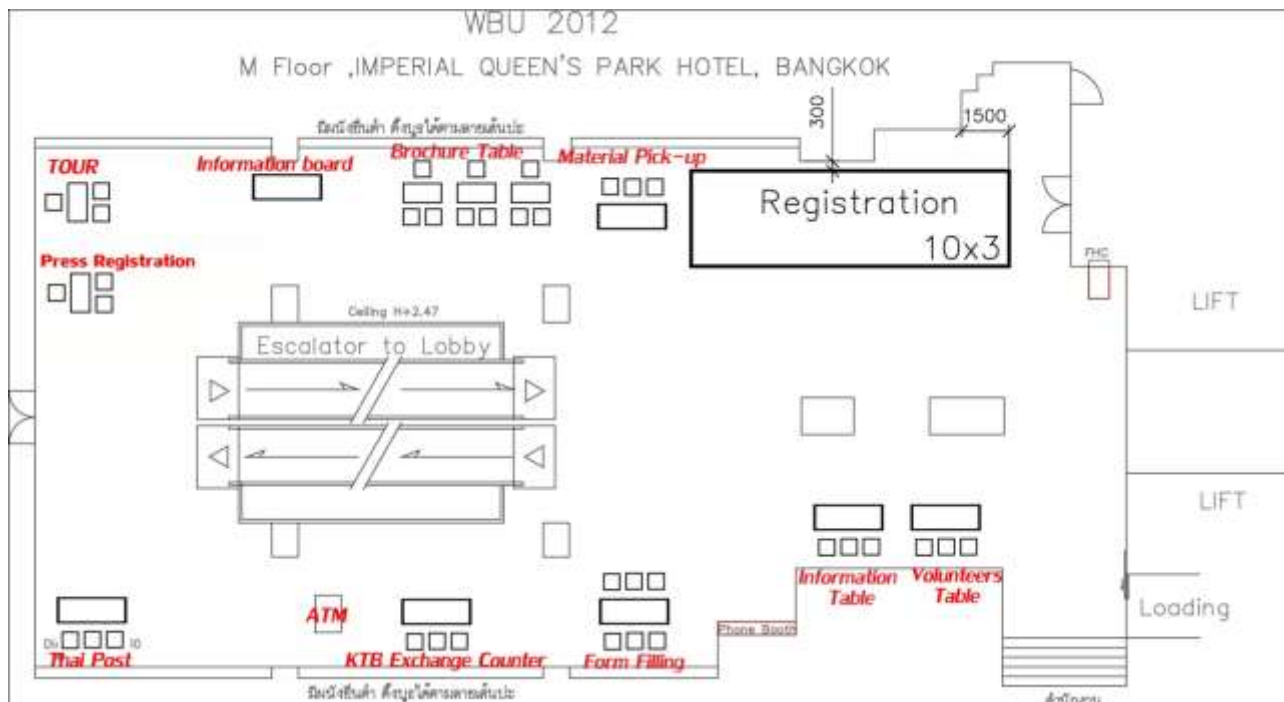 WBU 2012
M Floor ,IMPERIAL QUEEN'S PARK HOTEL, BANGKOK
300
1500
TOUR
Information board
Brochure Table
Material Pick-up
Registration
10x3
Press Registration
FHC
LIFT
Ceiling H+2.47
Escalator to Lobby
LIFT
Information
Table
Volunteers
Table
Loading
ATM
Phone Booth
Thai Post
KTB Exchange Counter
Form Filling